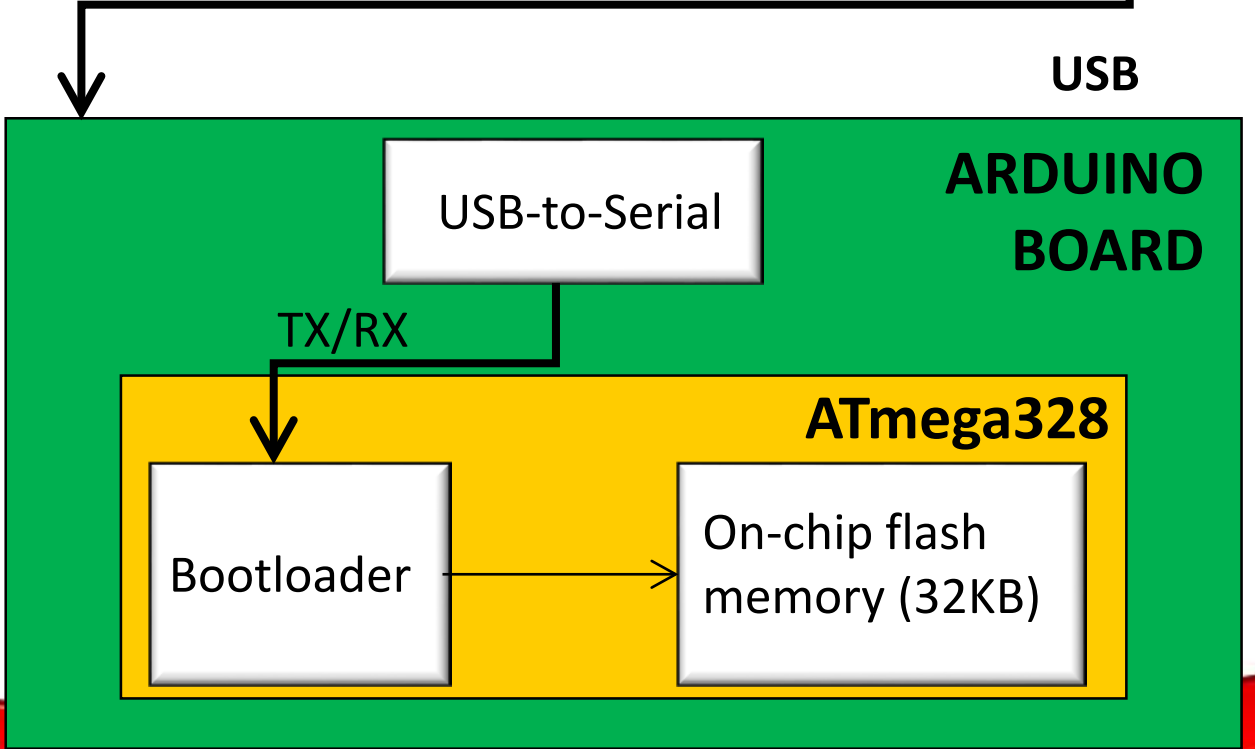 USB
ARDUINO
BOARD
USB-to-Serial
TX/RX
ATmega328
Bootloader
On-chip flash
memory (32KB)